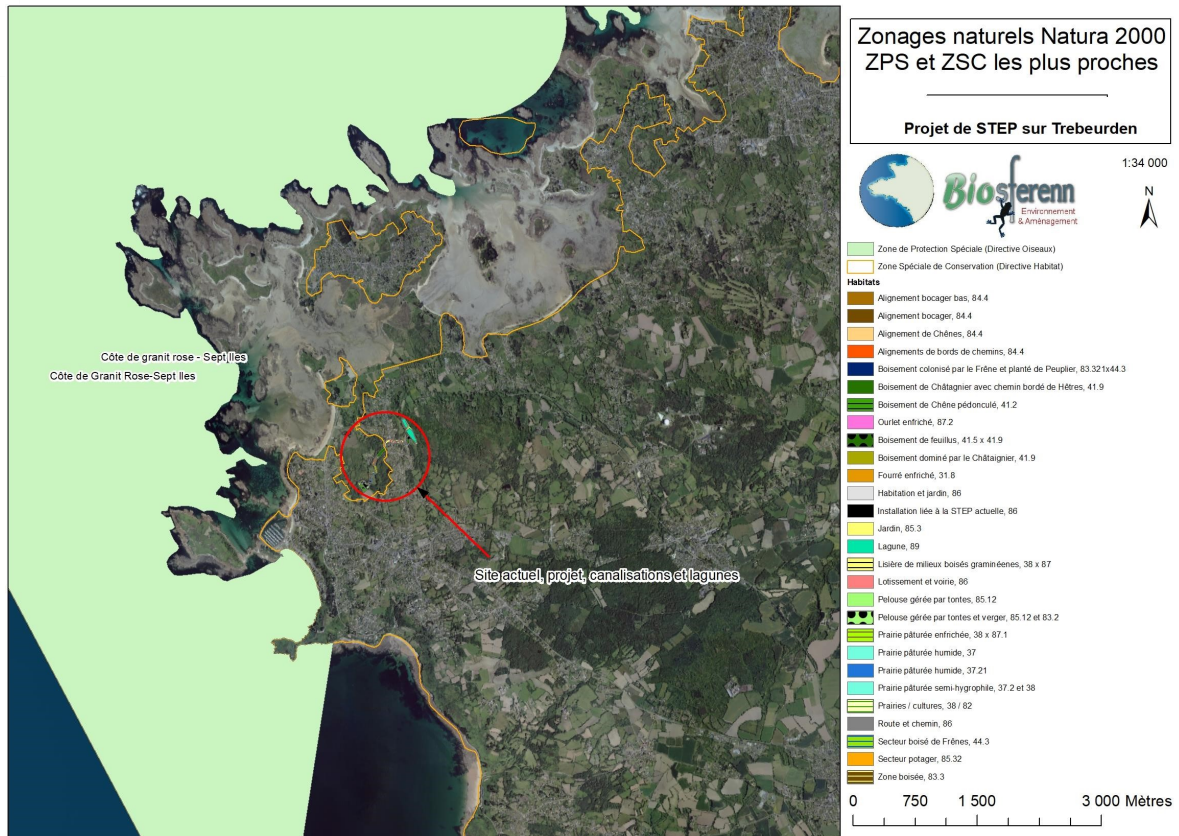 Zonages naturels Natura 2000
ZPS et ZSC les plus proches
Projet de STEP sur Trebeurden
1:34 000
Biosferenn
Environnement
& Aménagement
N
Zone de Protection Spéciale (Directive Oiseaux)
Zone Spéciale de Conservation (Directive Habitat)
Habitats
Alignement bocager bas, 84.4
Alignement bocager, 84.4
Alignement de Chênes, 84.4
Alignements de bords de chemins, 84.4
Boisement colonisé par le Frêne et planté de Peuplier, 83.321x44.3
Boisement de Châtagnier avec chemin bordé de Hêtres, 41.9
Boisement de Chêne pédonculé, 41.2
Ourlet enfriché, 87.2
Boisement de feuillus, 41.5 x 41.9
Boisement dominé par le Châtaignier, 41.9
Fourré enfriché, 31.8
Habitation et jardin, 86
Installation liée à la STEP actuelle, 86
Jardin, 85.3
Lagune, 89
Lisière de milieux boisés graminéenes, 38 x 87
Lotissement et voirie, 86
Pelouse gérée par tontes, 85.12
Pelouse gérée par tontes et verger, 85.12 et 83.2
Prairie pâturée enfrichée, 38 x 87.1
Prairie pâturée humide, 37
Prairie pâturée humide, 37.21
Prairie pâturée semi-hygrophile, 37.2 et 38
Prairies / cultures, 38 / 82
Route et chemin, 86
Secteur boisé de Frênes, 44.3
Secteur potager, 85.32
Zone boisée, 83.3
0 750 1 500 3 000 Mètres
Côte de granit rose - Sept Iles
Côte de Granit Rose-Sept Iles
Site actuel, projet, canalisations et lagunes